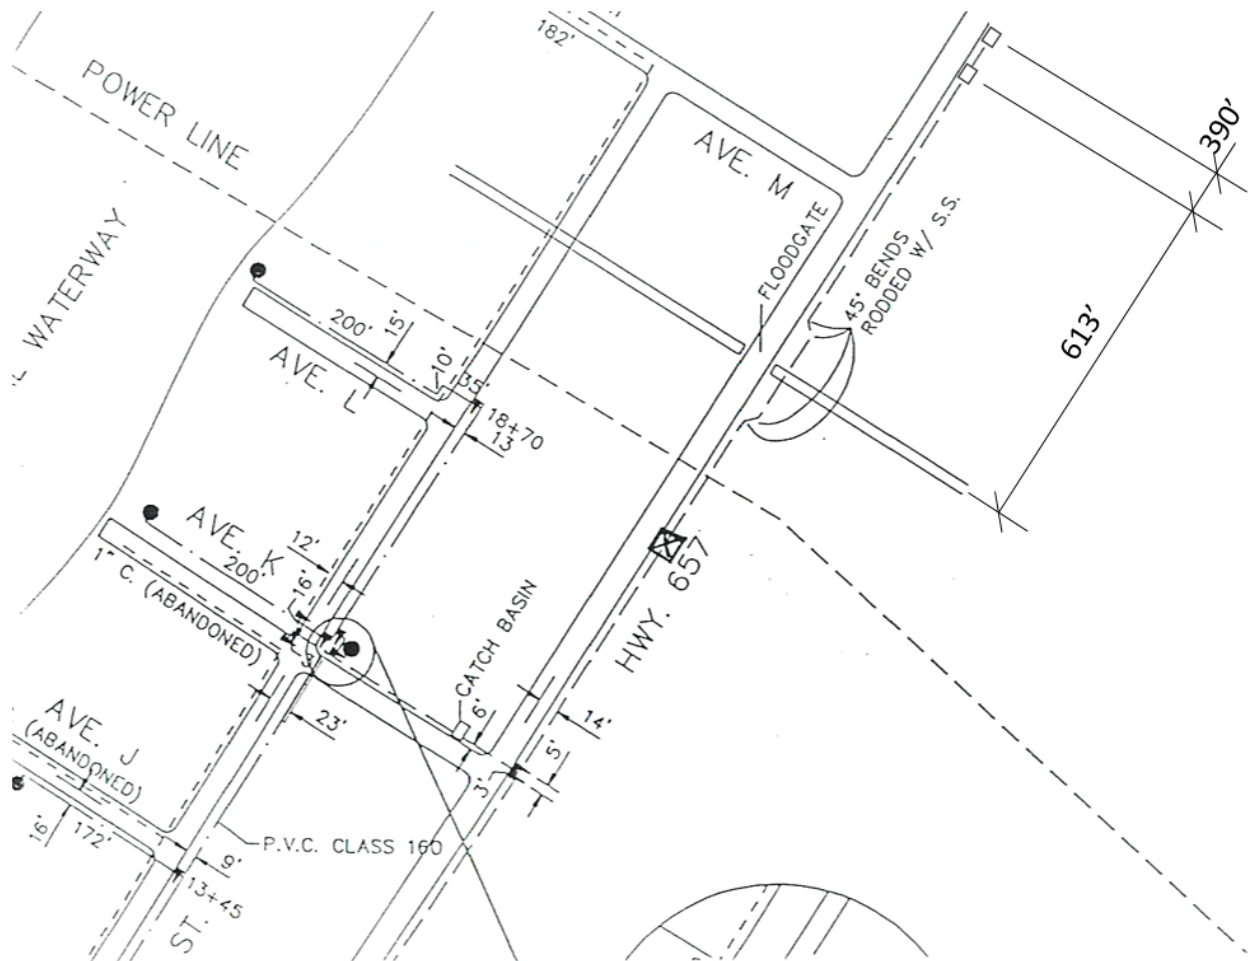 182'
POWER LINE
AVE. M
390'
L WATERWAY
FLOODGATE
45° BENDS
RODDED W/ S.S.
613'
200'
15'
10'
35'
AVE. L
18+70
13
AVE. K
200'
12'
16'
1" C. (ABANDONED)
3'
HWY. 657
CATCH BASIN
6'
14'
5'
3'
23'
AVE. J
(ABANDONED)
16'
172'
9'
P.V.C. CLASS 160
13+45
ST.